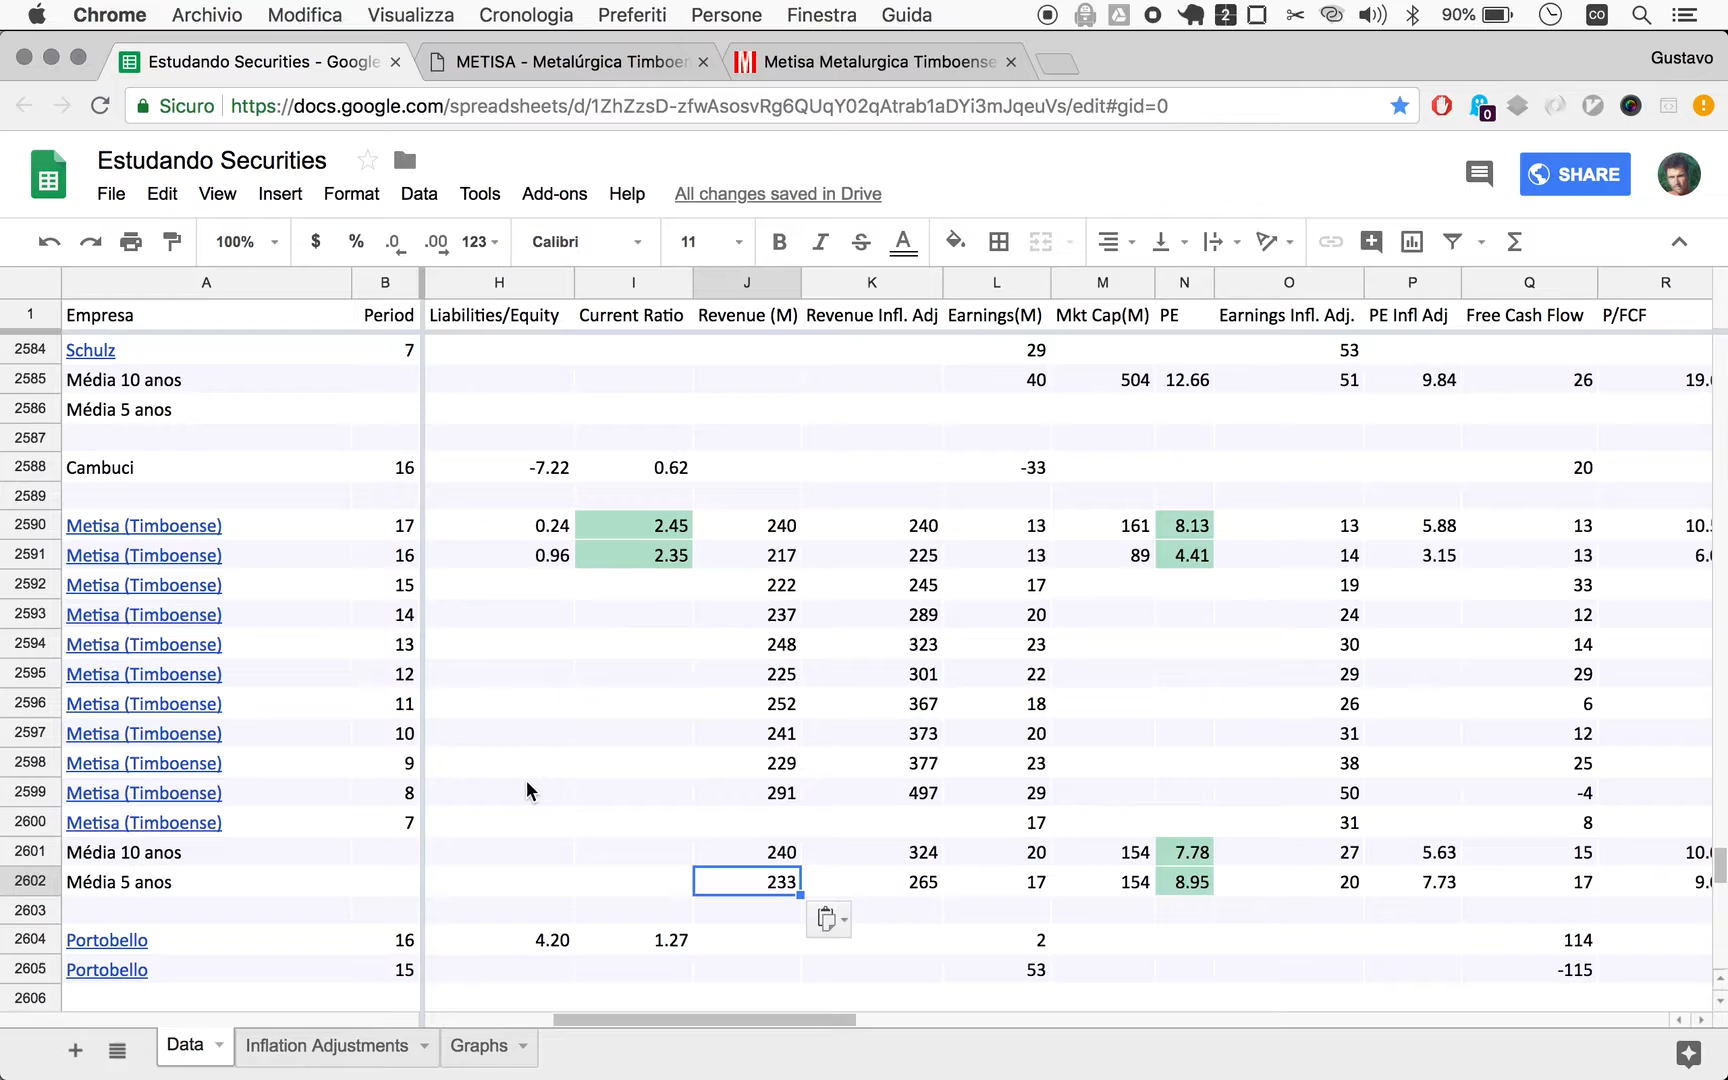 Chrome Archivio Modifica Visualizza Cronologia Preferiti Persone Finestra Guida 2 90% CO
Estudando Securities - Google METISA - Metalúrgica Timboen Metisa Metalurgica Timboense Gustavo
Sicuro https://docs.google.com/spreadsheets/d/1ZhZzsD-zfwAsosvRg6QUqY02qAtrab1aDYi3mJqeuVs/edit#gid=0 0
Estudando Securities
SHARE
File Edit View Insert Format Data Tools Add-ons Help All changes saved in Drive
100% $ % .0 .00 123 Calibri 11 B I S A Σ
A B H I J K L M N O P Q R
1 Empresa Period Liabilities/Equity Current Ratio Revenue (M) Revenue Infl. Adj Earnings(M) Mkt Cap(M) PE Earnings Infl. Adj. PE Infl Adj Free Cash Flow P/FCF
2584 Schulz 7 29 53
2585 Média 10 anos 40 504 12.66 51 9.84 26 19.
2586 Média 5 anos
2587
2588 Cambuci 16 -7.22 0.62 -33 20
2589
2590 Metisa (Timboense) 17 0.24 2.45 240 240 13 161 8.13 13 5.88 13 10.
2591 Metisa (Timboense) 16 0.96 2.35 217 225 13 89 4.41 14 3.15 13 6.
2592 Metisa (Timboense) 15 222 245 17 19 33
2593 Metisa (Timboense) 14 237 289 20 24 12
2594 Metisa (Timboense) 13 248 323 23 30 14
2595 Metisa (Timboense) 12 225 301 22 29 29
2596 Metisa (Timboense) 11 252 367 18 26 6
2597 Metisa (Timboense) 10 241 373 20 31 12
2598 Metisa (Timboense) 9 229 377 23 38 25
2599 Metisa (Timboense) 8 291 497 29 50 -4
2600 Metisa (Timboense) 7 17 31 8
2601 Média 10 anos 240 324 20 154 7.78 27 5.63 15 10.
2602 Média 5 anos 233 265 17 154 8.95 20 7.73 17 9.
2603
2604 Portobello 16 4.20 1.27 2 114
2605 Portobello 15 53 -115
2606
Data Inflation Adjustments Graphs